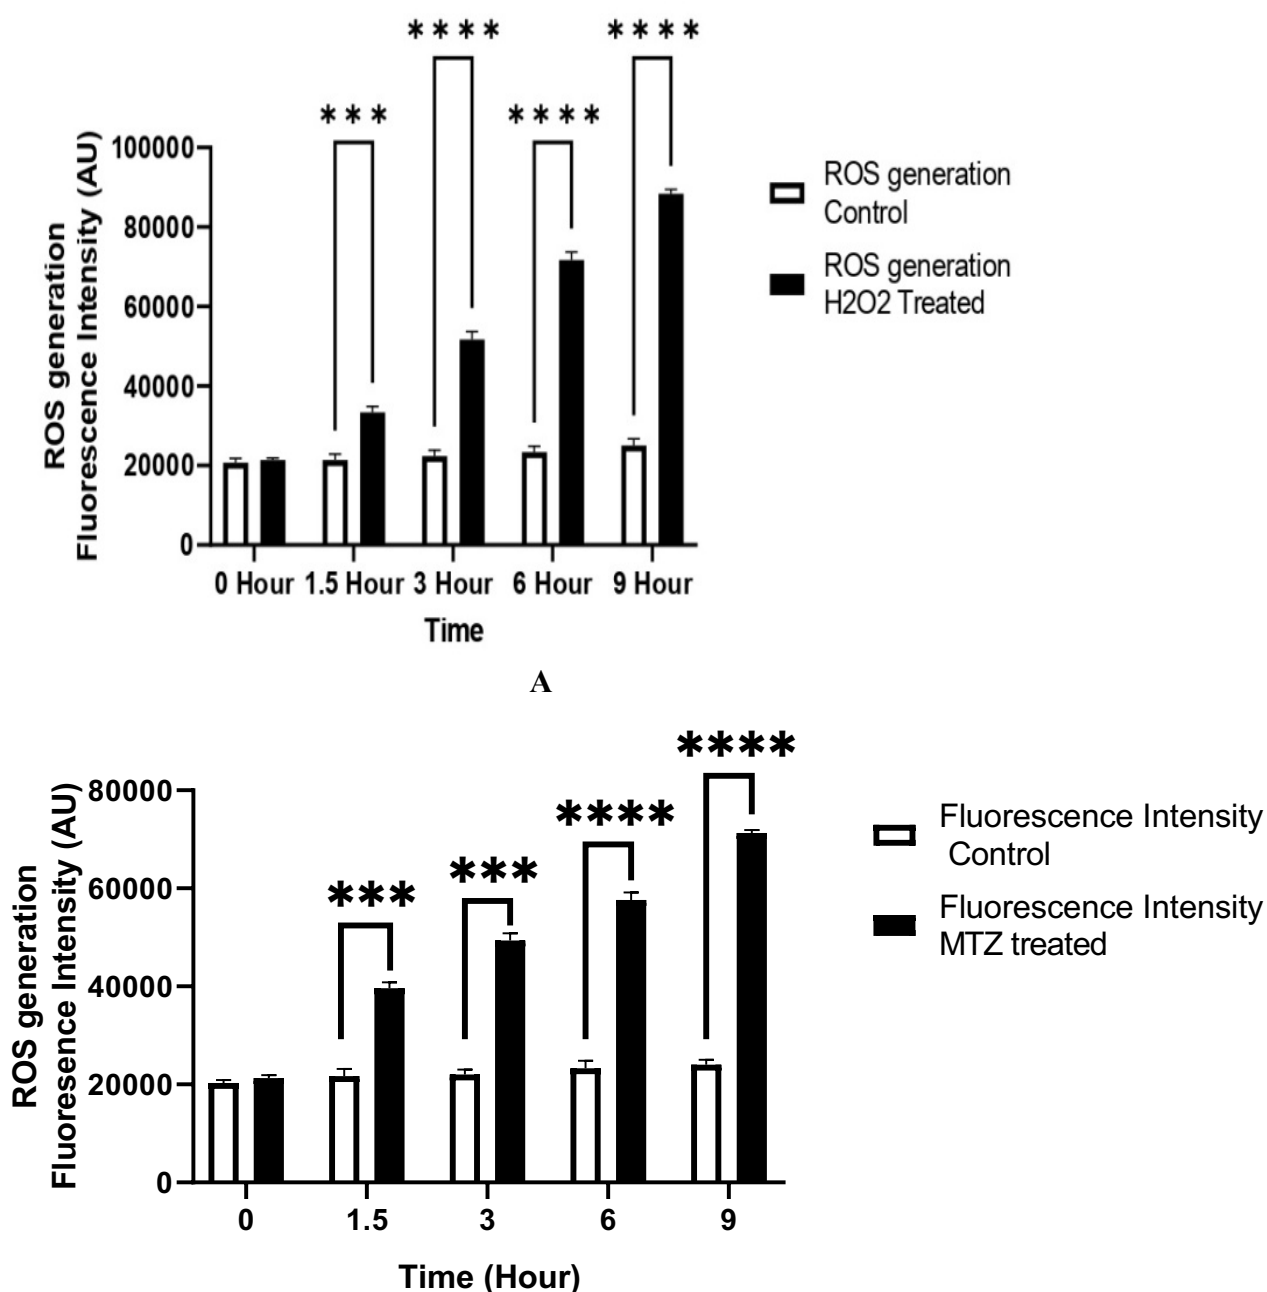 **** ****
*** ****
ROS generation
Fluorescence Intensity (AU)
100000
80000
60000
40000
20000
0
0 Hour 1.5 Hour 3 Hour 6 Hour 9 Hour
Time
ROS generation
Control
ROS generation
H2O2 Treated
A
****
****
***
***
ROS generation
Fluoresence Intensity (AU)
80000
60000
40000
20000
0
0 1.5 3 6 9
Time (Hour)
Fluorescence Intensity
Control
Fluorescence Intensity
MTZ treated